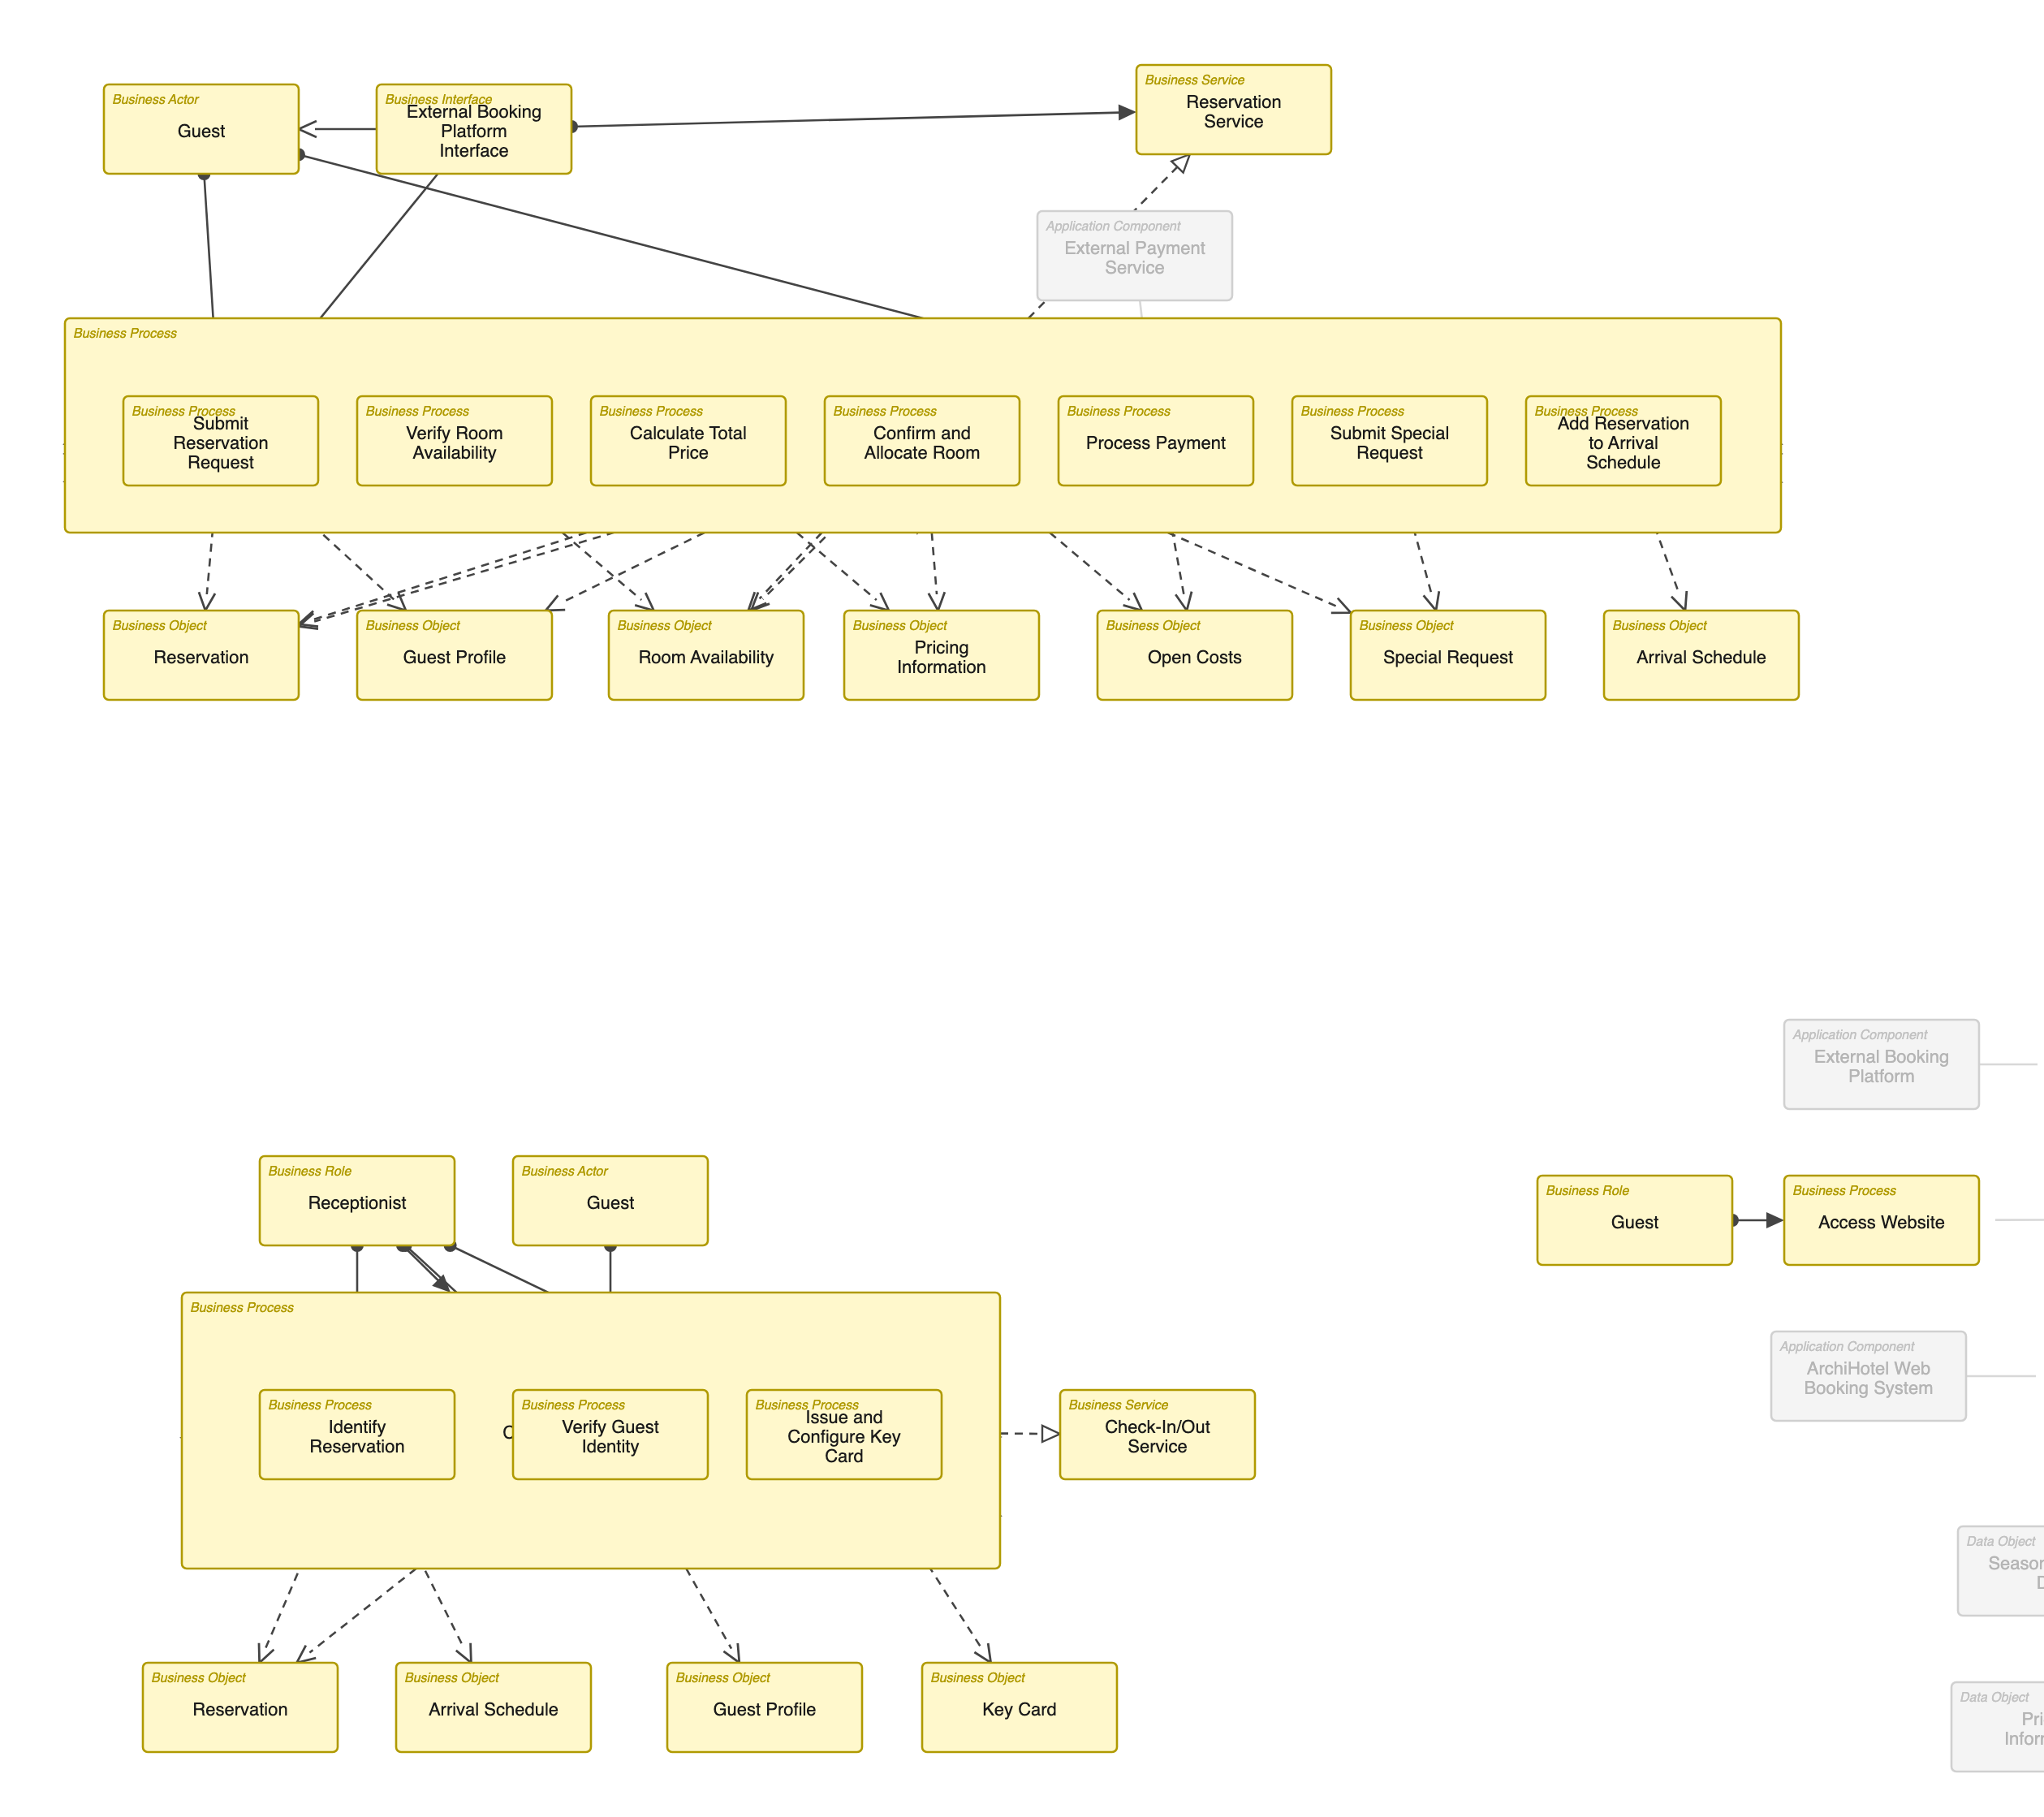 Business Actor
Guest
Business Interface
External Booking
Platform
Interface
Business Service
Reservation
Service
Application Component
External Payment
Service
Business Process
Business Process
Submit
Reservation
Request
Business Process
Verify Room
Availability
Business Process
Calculate Total
Price
Business Process
Confirm and
Allocate Room
Business Process
Process Payment
Business Process
Submit Special
Request
Business Process
Add Reservation
to Arrival
Schedule
Business Object
Reservation
Business Object
Guest Profile
Business Object
Room Availability
Business Object
Pricing
Information
Business Object
Open Costs
Business Object
Special Request
Business Object
Arrival Schedule
Application Component
External Booking
Platform
Business Role
Receptionist
Business Actor
Guest
Business Role
Guest
Business Process
Access Website
Business Process
Business Process
Identify
Reservation
Business Process
Verify Guest
Identity
Business Process
Issue and
Configure Key
Card
Business Service
Check-In/Out
Service
Application Component
ArchiHotel Web
Booking System
Data Object
Business Object
Reservation
Business Object
Arrival Schedule
Business Object
Guest Profile
Business Object
Key Card
Data Object